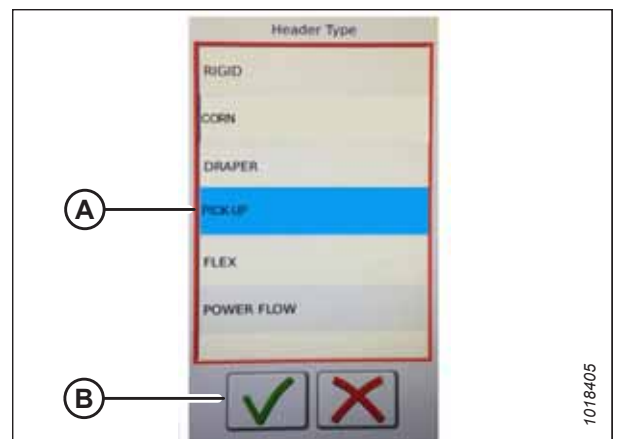 Header Type
RIGID
CORN
DRAPER
A
PICK-UP
FLEX
POWER FLOW
B
1018405